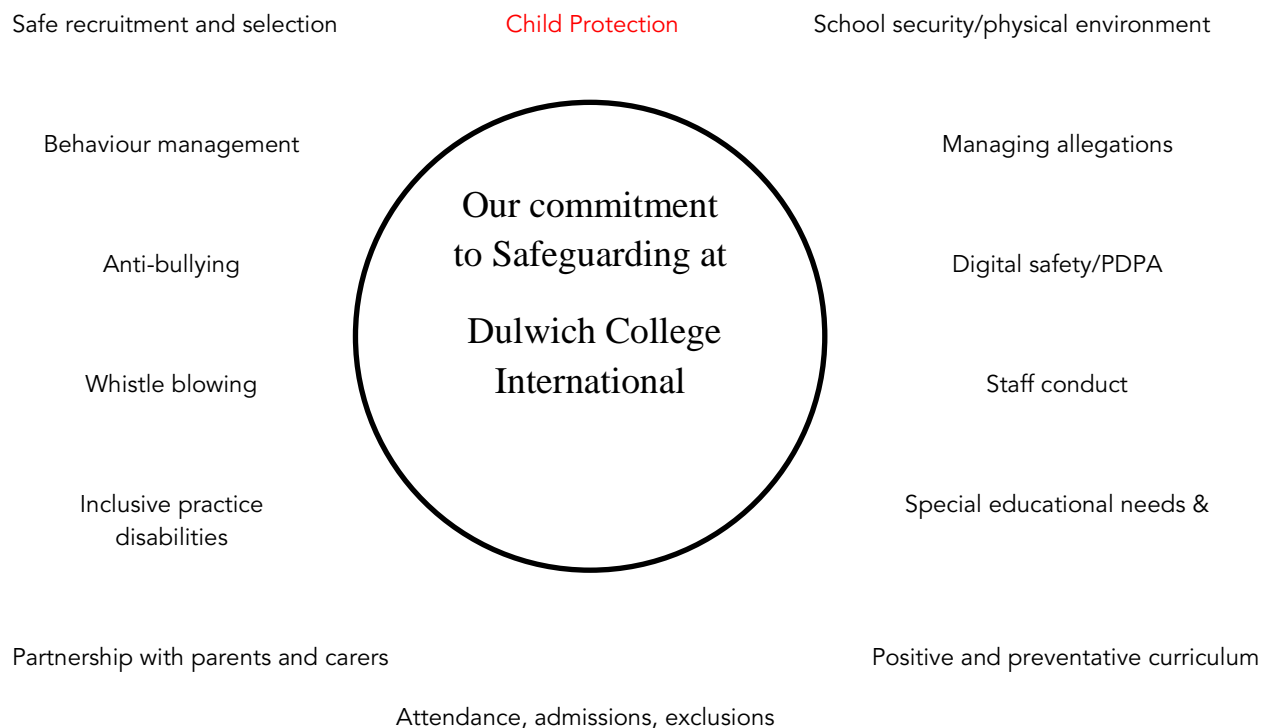 Safe recruitment and selection
Child Protection
School security/physical environment
Behaviour management
Managing allegations
Our commitment
to Safeguarding at
Dulwich College
International
Anti-bullying
Digital safety/PDPA
Whistle blowing
Staff conduct
Inclusive practice
disabilities
Special educational needs &
Partnership with parents and carers
Positive and preventative curriculum
Attendance, admissions, exclusions